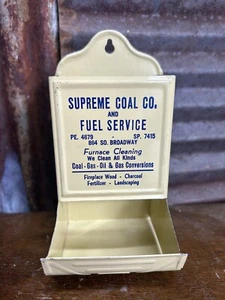 SUPREME COAL CO.
AND
FUEL SERVICE
PE. 4679 - SP. 7415
864 SO. BROADWAY
Furnace Cleaning
We Clean All Kinds
Coal - Gas - Oil & Gas Conversions
Fireplace Wood - Charcoal
Fertilizer - Landscaping